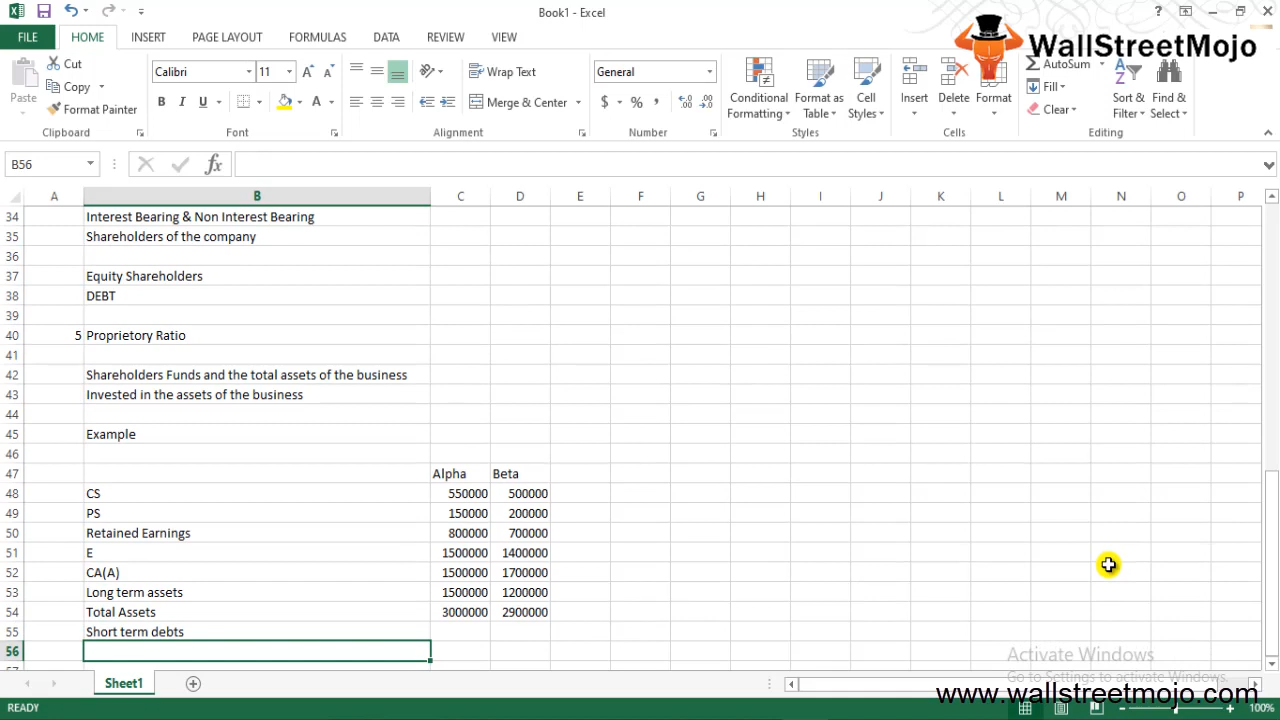 Book1 - Excel
?
FILE HOME INSERT PAGE LAYOUT FORMULAS DATA REVIEW VIEW
WallStreetMojo
Cut
Copy
Format Painter
Paste
Clipboard
Calibri 11
B I U A
Font
Wrap Text
Merge & Center
Alignment
General
$ % ,
Number
Conditional Formatting
Format as Table
Cell Styles
Styles
Insert Delete Format
Cells
AutoSum
Fill
Clear
Sort & Filter
Find & Select
Editing
B56 fx
A B C D E F G H I J K L M N O P
34 Interest Bearing & Non Interest Bearing
35 Shareholders of the company
36
37 Equity Shareholders
38 DEBT
39
40 5 Proprietory Ratio
41
42 Shareholders Funds and the total assets of the business
43 Invested in the assets of the business
44
45 Example
46
47 Alpha Beta
48 CS 550000 500000
49 PS 150000 200000
50 Retained Earnings 800000 700000
51 E 1500000 1400000
52 CA(A) 1500000 1700000
53 Long term assets 1500000 1200000
54 Total Assets 3000000 2900000
55 Short term debts
56
Activate Windows
Go to Settings to activate Windows.
Sheet1
www.wallstreetmojo.com
READY 100%